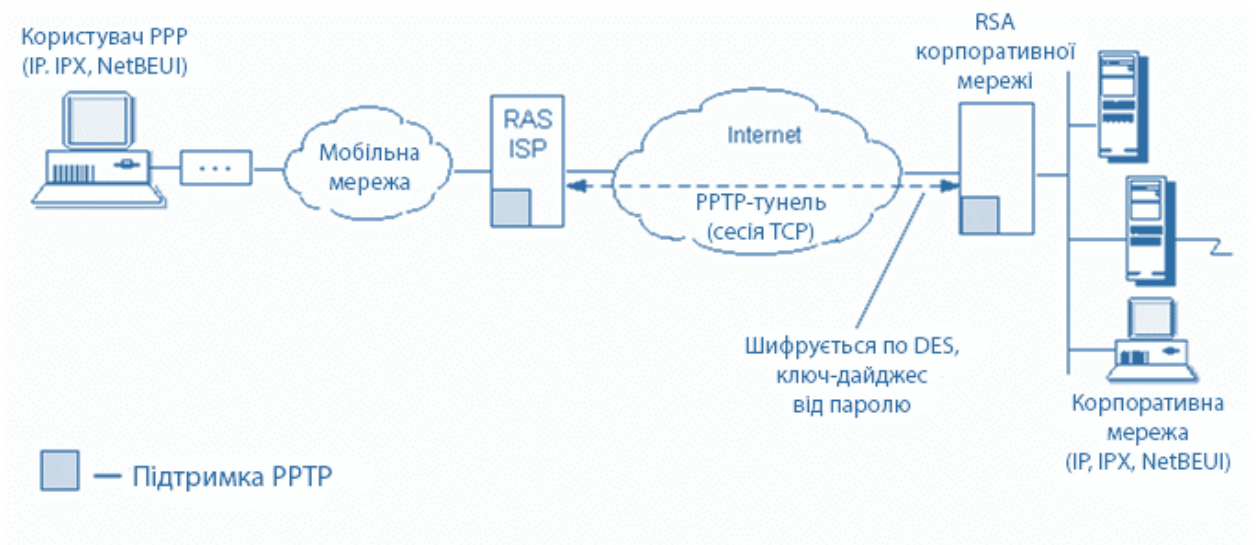 Користувач PPP
(IP. IPX, NetBEUI)
Мобільна
мережа
RAS
ISP
Internet
PPTP-тунель
(сесія TCP)
RSA
корпоративної
мережі
Шифрується по DES,
ключ-дайджес
від паролю
Корпоративна
мережа
(IP, IPX, NetBEUI)
— Підтримка PPTP